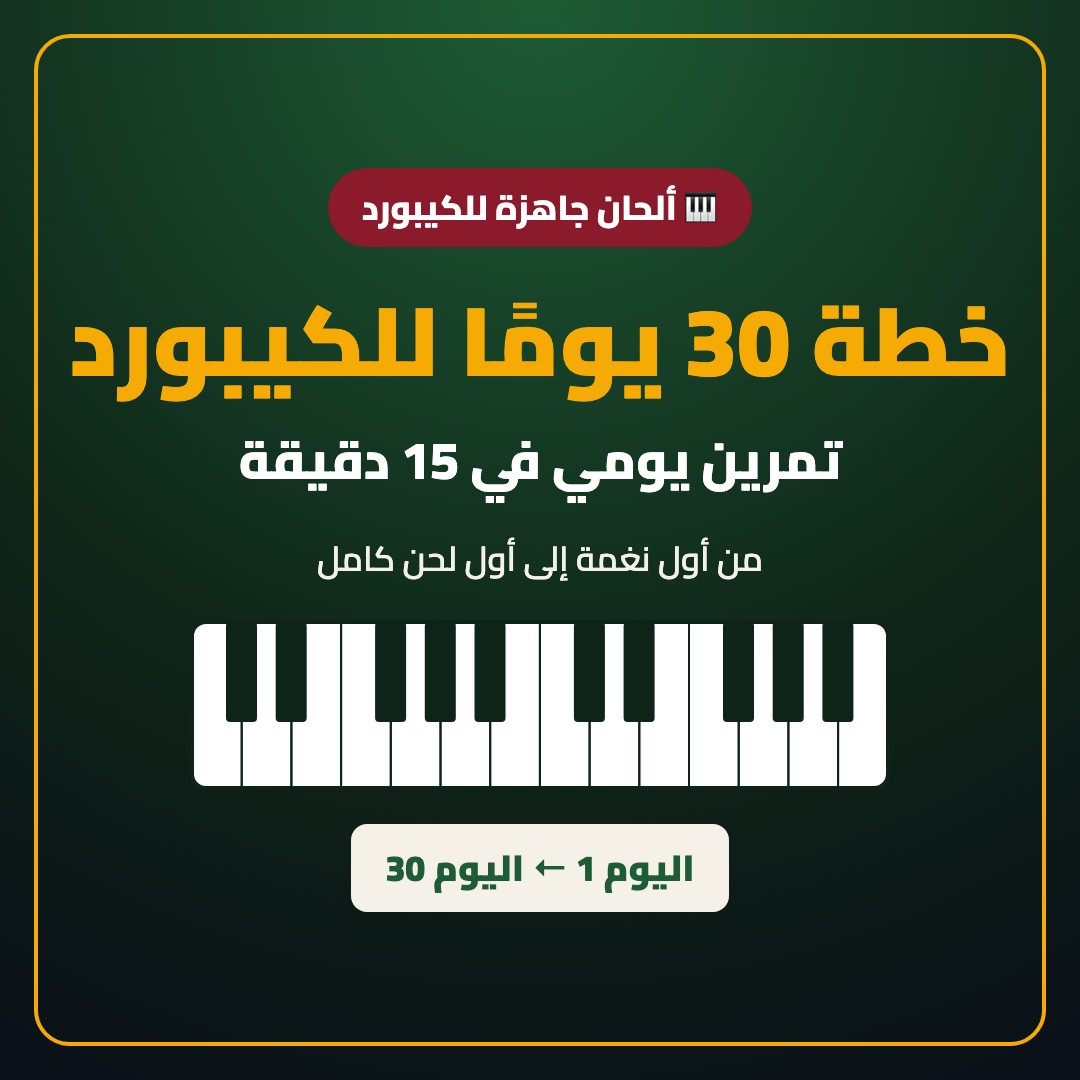 🎹 ألحان جاهزة للكيبورد
خطة 30 يومًا للكيبورد
تمرين يومي في 15 دقيقة
من أول نغمة إلى أول لحن كامل
اليوم 1 ← اليوم 30